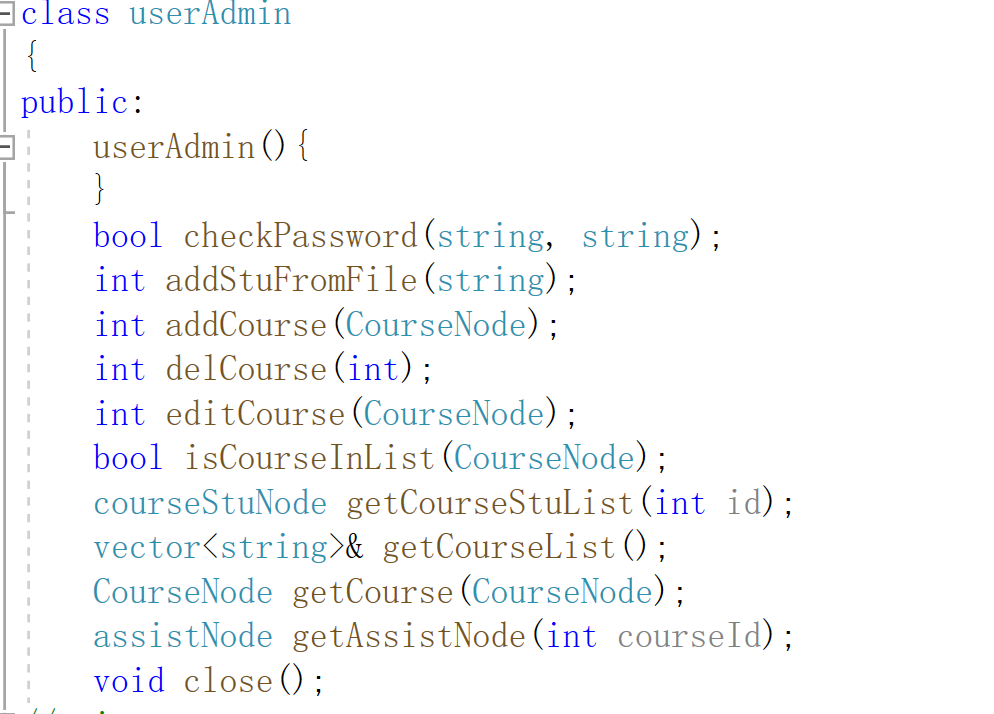 class userAdmin
{
public:
    userAdmin(){
    }
    bool checkPassword(string, string);
    int addStuFromFile(string);
    int addCourse(CourseNode);
    int delCourse(int);
    int editCourse(CourseNode);
    bool isCourseInList(CourseNode);
    courseStuNode getCourseStuList(int id);
    vector<string>& getCourseList();
    CourseNode getCourse(CourseNode);
    assistNode getAssistNode(int courseId);
    void close();